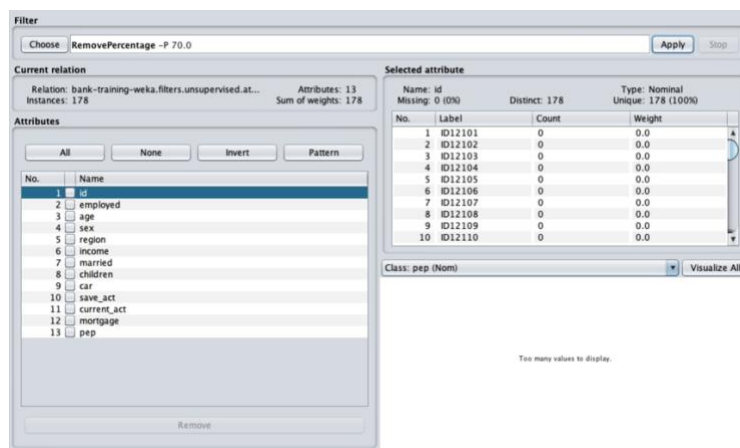 Filter
Choose RemovePercentage -P 70.0 Apply Stop
Current relation
Relation: bank-training-weka.filters.unsupervised.at... Attributes: 13
Instances: 178 Sum of weights: 178
Attributes
All None Invert Pattern
No. Name
1 id
2 employed
3 age
4 sex
5 region
6 income
7 married
8 children
9 car
10 save_act
11 current_act
12 mortgage
13 pep
Remove
Selected attribute
Name: id Type: Nominal
Missing: 0 (0%) Distinct: 178 Unique: 178 (100%)
No. Label Count Weight
1 ID12101 0 0.0
2 ID12102 0 0.0
3 ID12103 0 0.0
4 ID12104 0 0.0
5 ID12105 0 0.0
6 ID12106 0 0.0
7 ID12107 0 0.0
8 ID12108 0 0.0
9 ID12109 0 0.0
10 ID12110 0 0.0
Class: pep (Nom) Visualize All
Too many values to display.